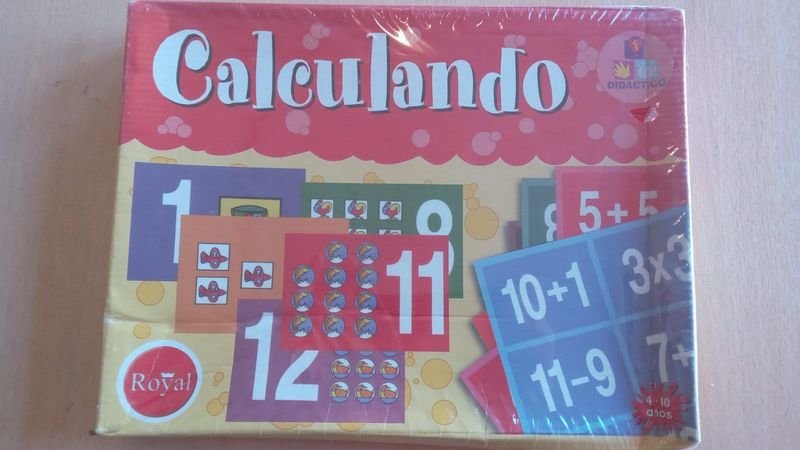 Calculando
DIDACTICO
1
8
8
5+5
10+1
3x3
11
12
11-9
7+
Royal
4-10
años